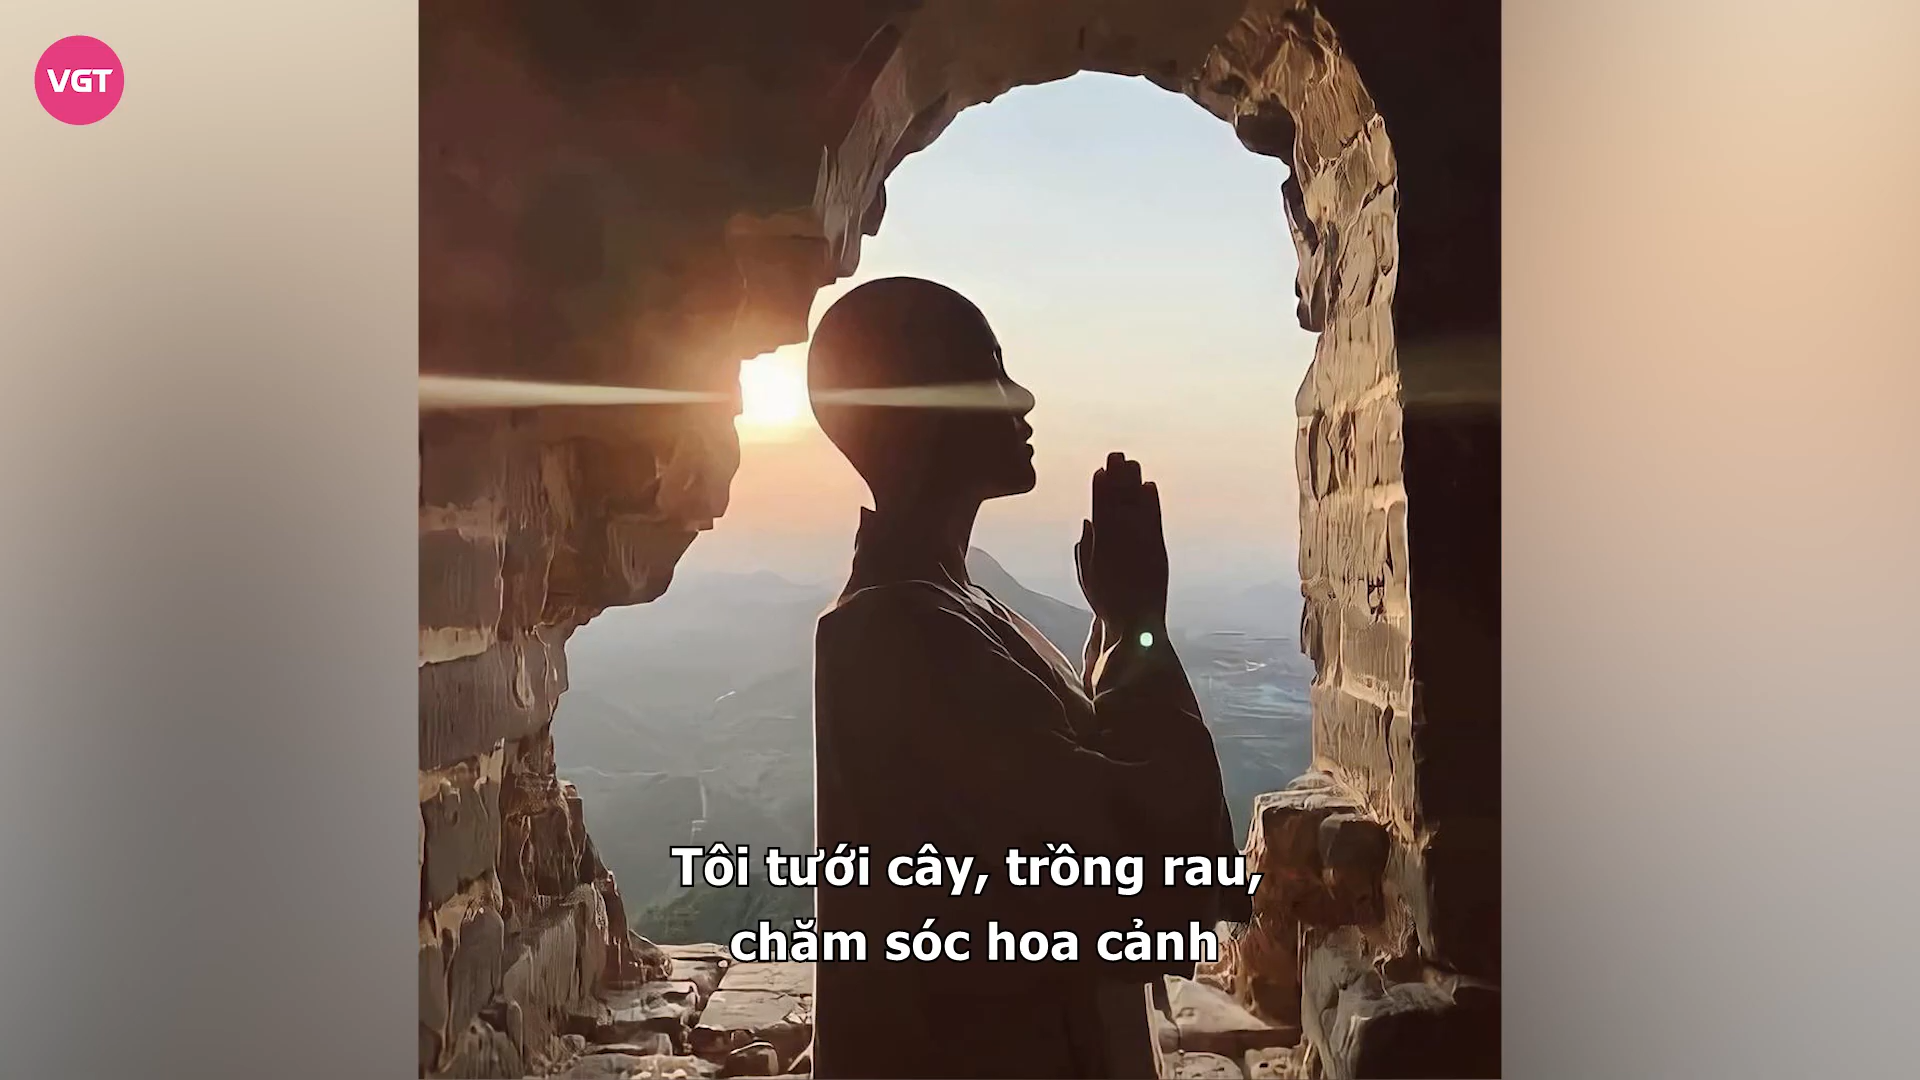 VGT
Tôi tưới cây, trồng rau,
chăm sóc hoa cảnh